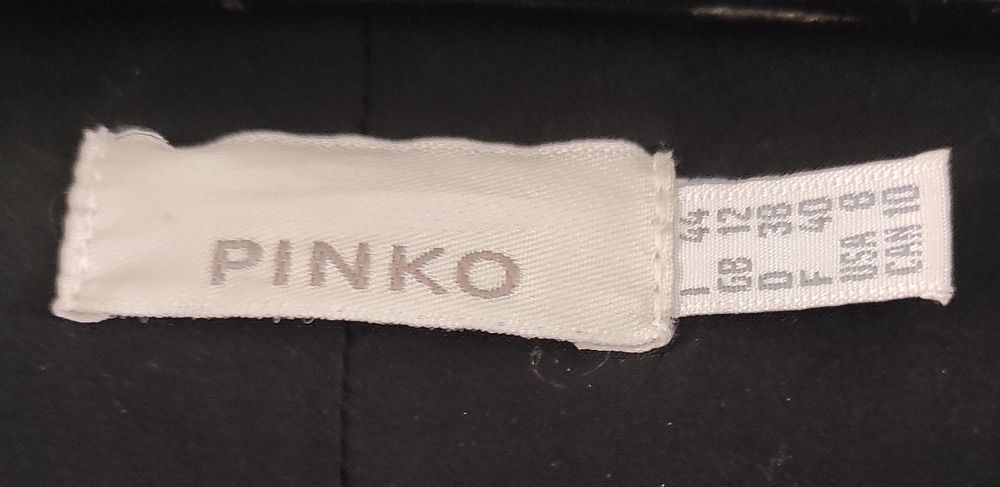 PINKO
I 44
GB 12
D 38
F 40
USA 8
CAN 10